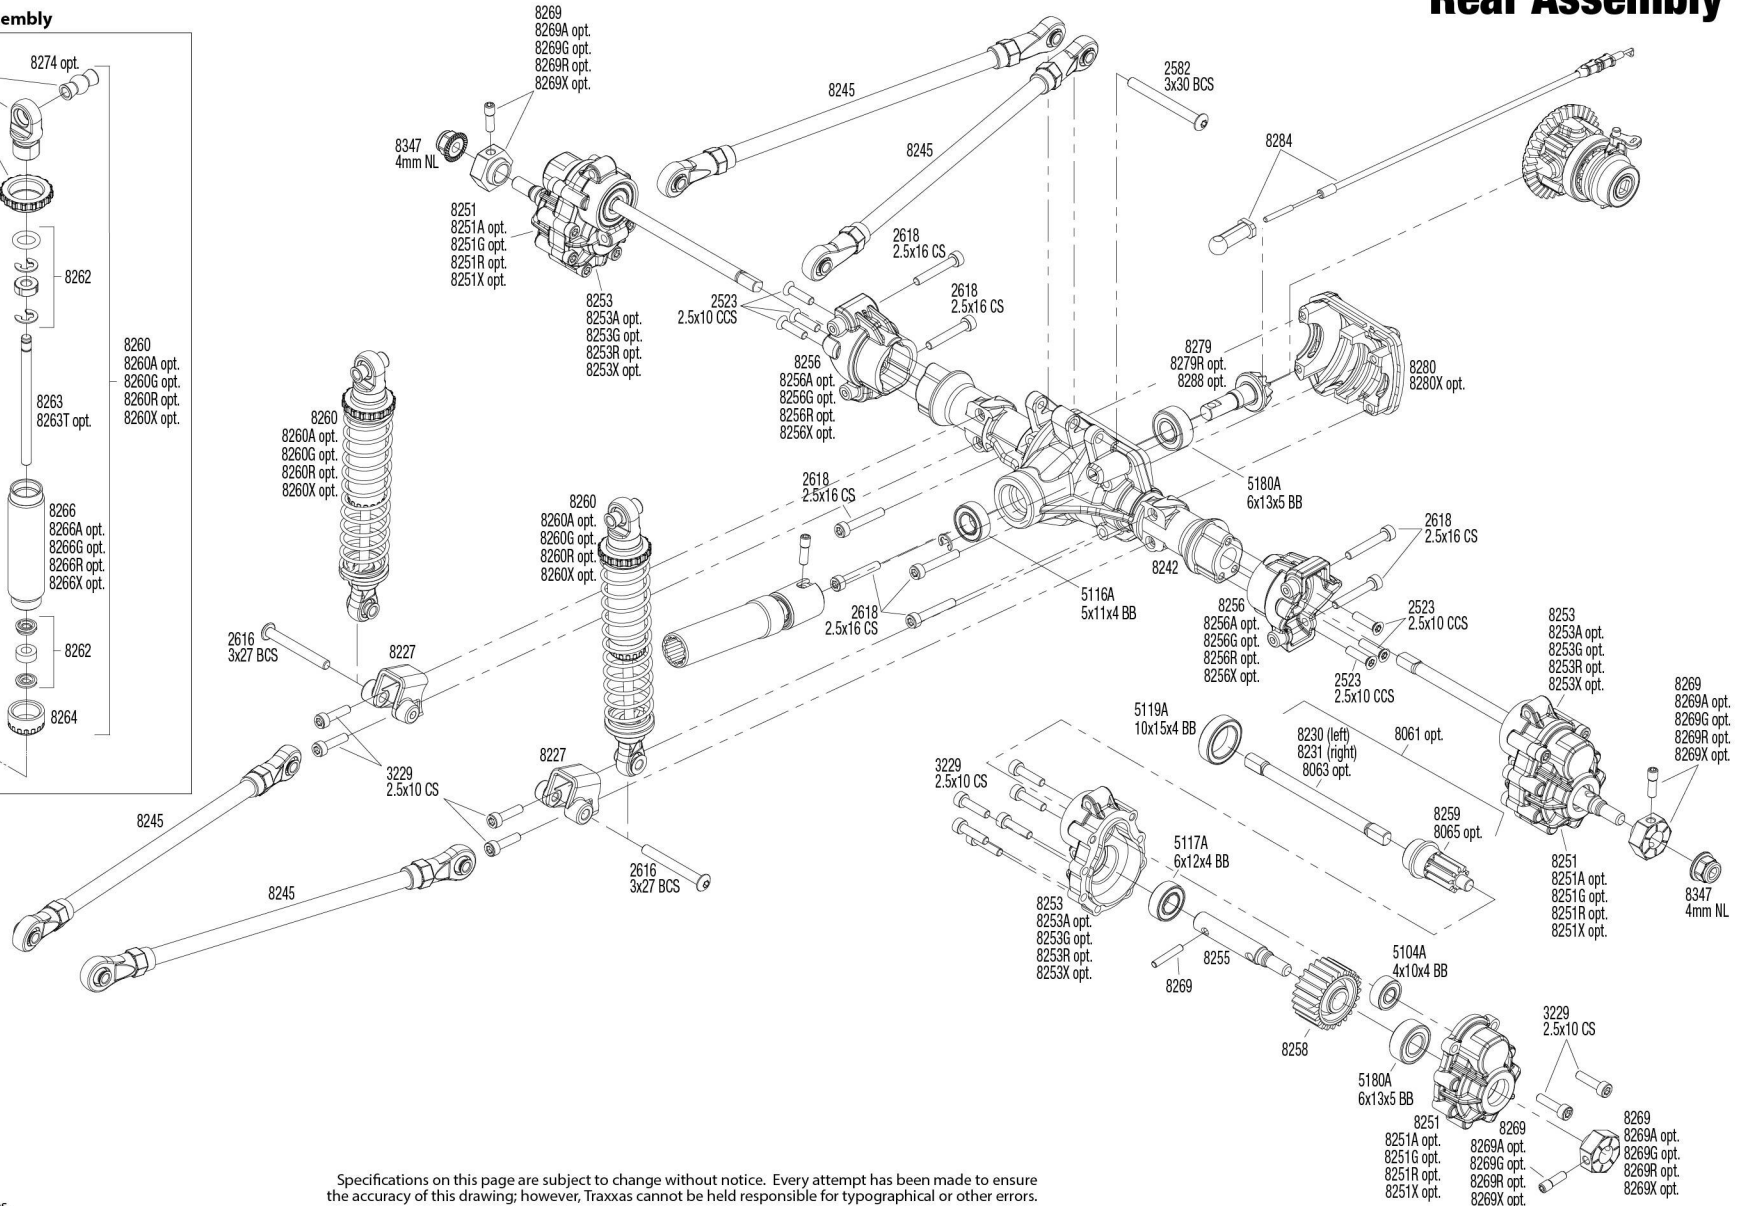 embly
Rear Assembly
8274 opt.
8262
8263
8263T opt.
8260
8260A opt.
8260G opt.
8260R opt.
8260X opt.
8266
8266A opt.
8266G opt.
8266R opt.
8266X opt.
8262
8264
8269
8269A opt.
8269G opt.
8269R opt.
8269X opt.
8347
4mm NL
8251
8251A opt.
8251G opt.
8251R opt.
8251X opt.
8253
8253A opt.
8253G opt.
8253R opt.
8253X opt.
8245
8245
2582
3x30 BCS
8284
2618
2.5x16 CS
2618
2.5x16 CS
2523
2.5x10 CCS
8256
8256A opt.
8256G opt.
8256R opt.
8256X opt.
8279
8279R opt.
8288 opt.
8280
8280X opt.
8260
8260A opt.
8260G opt.
8260R opt.
8260X opt.
8260
8260A opt.
8260G opt.
8260R opt.
8260X opt.
2618
2.5x16 CS
5180A
6x13x5 BB
2618
2.5x16 CS
8242
5116A
5x11x4 BB
2618
2.5x16 CS
8256
8256A opt.
8256G opt.
8256R opt.
8256X opt.
2523
2.5x10 CCS
2523
2.5x10 CCS
8253
8253A opt.
8253G opt.
8253R opt.
8253X opt.
8269
8269A opt.
8269G opt.
8269R opt.
8269X opt.
2616
3x27 BCS
8227
8227
3229
2.5x10 CS
2616
3x27 BCS
8245
8245
5119A
10x15x4 BB
8230 (left)
8231 (right)
8063 opt.
8061 opt.
8259
8065 opt.
3229
2.5x10 CS
5117A
6x12x4 BB
8253
8253A opt.
8253G opt.
8253R opt.
8253X opt.
8255
8269
8251
8251A opt.
8251G opt.
8251R opt.
8251X opt.
8347
4mm NL
5104A
4x10x4 BB
8258
5180A
6x13x5 BB
3229
2.5x10 CS
8251
8251A opt.
8251G opt.
8251R opt.
8251X opt.
8269
8269A opt.
8269G opt.
8269R opt.
8269X opt.
8269
8269A opt.
8269G opt.
8269R opt.
8269X opt.
Specifications on this page are subject to change without notice. Every attempt has been made to ensure
the accuracy of this drawing; however, Traxxas cannot be held responsible for typographical or other errors.